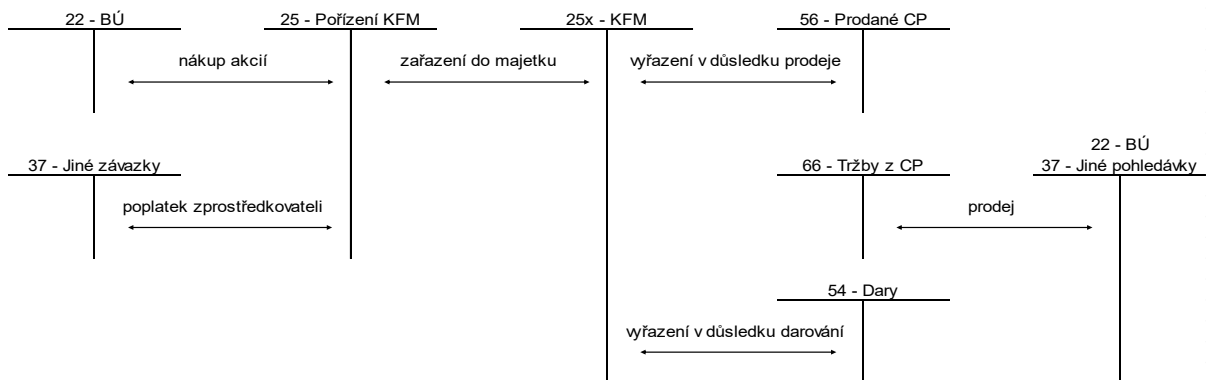 22 - BÚ
25 - Pořízení KFM
25x - KFM
56 - Prodané CP
nákup akcií
zařazení do majetku
vyřazení v důsledku prodeje
22 - BÚ
37 - Jiné závazky
66 - Tržby z CP
37 - Jiné pohledávky
poplatek zprostředkovateli
prodej
54 - Dary
vyřazení v důsledku darování